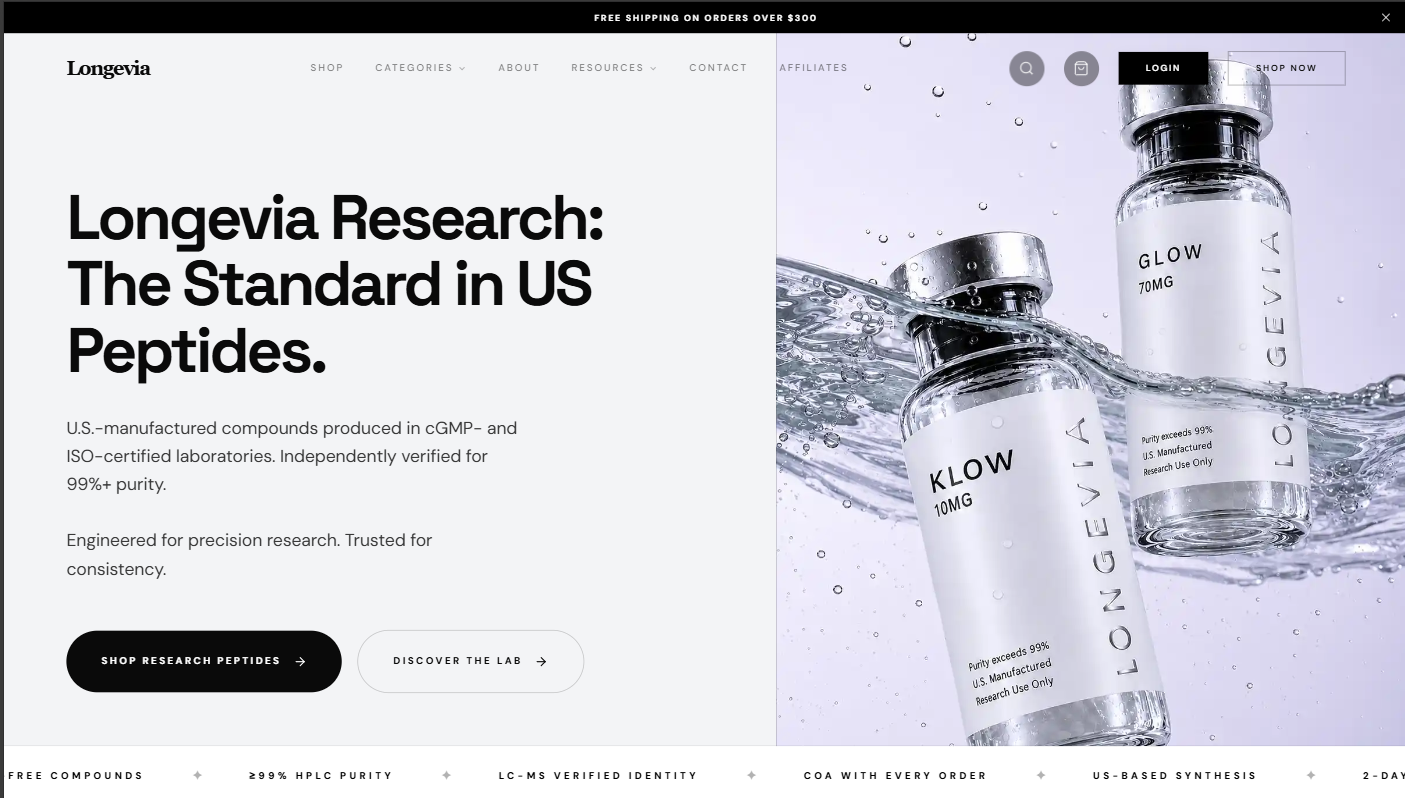 FREE SHIPPING ON ORDERS OVER $300
Longevia
SHOP
CATEGORIES
ABOUT
RESOURCES
CONTACT
AFFILIATES
LOGIN
SHOP NOW
Longevia Research:
The Standard in US
Peptides.
U.S.-manufactured compounds produced in cGMP- and
ISO-certified laboratories. Independently verified for
99%+ purity.
Engineered for precision research. Trusted for
consistency.
SHOP RESEARCH PEPTIDES
DISCOVER THE LAB
GLOW
70MG
Purity exceeds 99%
U.S. Manufactured
Research Use Only
LONGEVIA
KLOW
10MG
Purity exceeds 99%
U.S. Manufactured
Research Use Only
LONGEVIA
FREE COMPOUNDS
≥99% HPLC PURITY
LC-MS VERIFIED IDENTITY
COA WITH EVERY ORDER
US-BASED SYNTHESIS
2-DAY